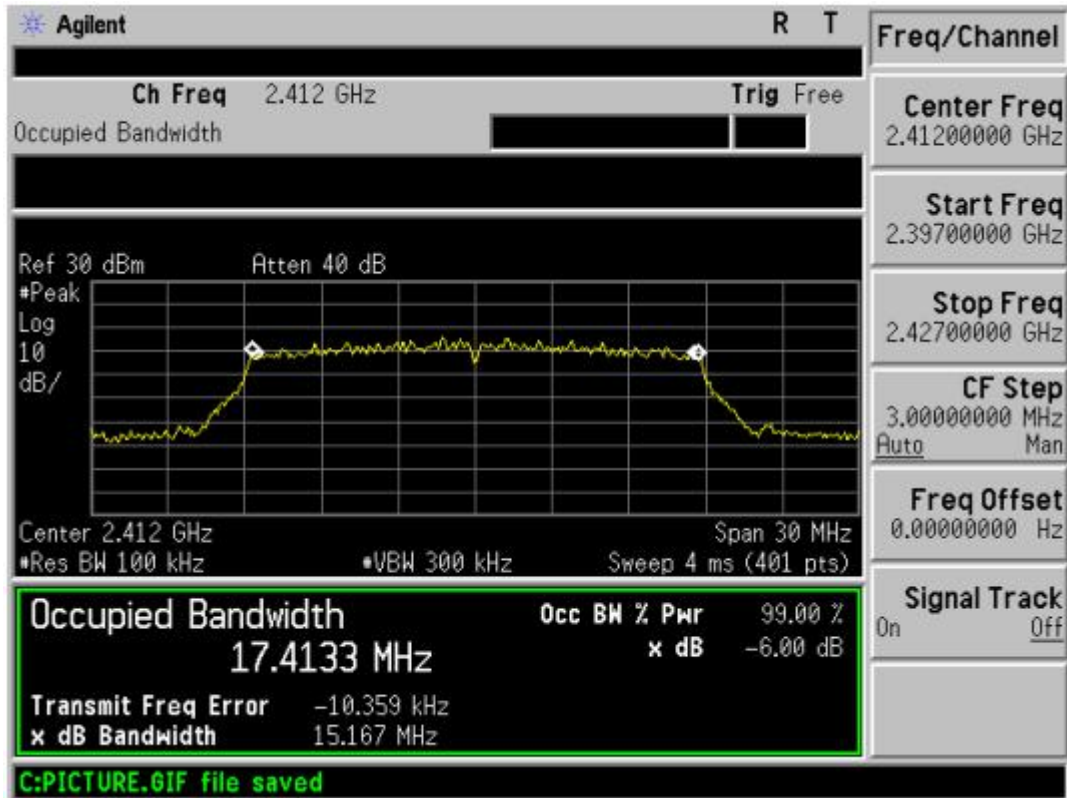 Agilent R T
Ch Freq 2.412 GHz Trig Free
Occupied Bandwidth
Ref 30 dBm Atten 40 dB
#Peak
Log
10
dB/
Center 2.412 GHz Span 30 MHz
#Res BW 100 kHz #VBW 300 kHz Sweep 4 ms (401 pts)
Occupied Bandwidth
17.4133 MHz
Occ BW % Pwr 99.00 %
x dB -6.00 dB
Transmit Freq Error -10.359 kHz
x dB Bandwidth 15.167 MHz
C:PICTURE.GIF file saved
Freq/Channel
Center Freq
2.41200000 GHz
Start Freq
2.39700000 GHz
Stop Freq
2.42700000 GHz
CF Step
3.00000000 MHz
Auto Man
Freq Offset
0.00000000 Hz
Signal Track
On Off